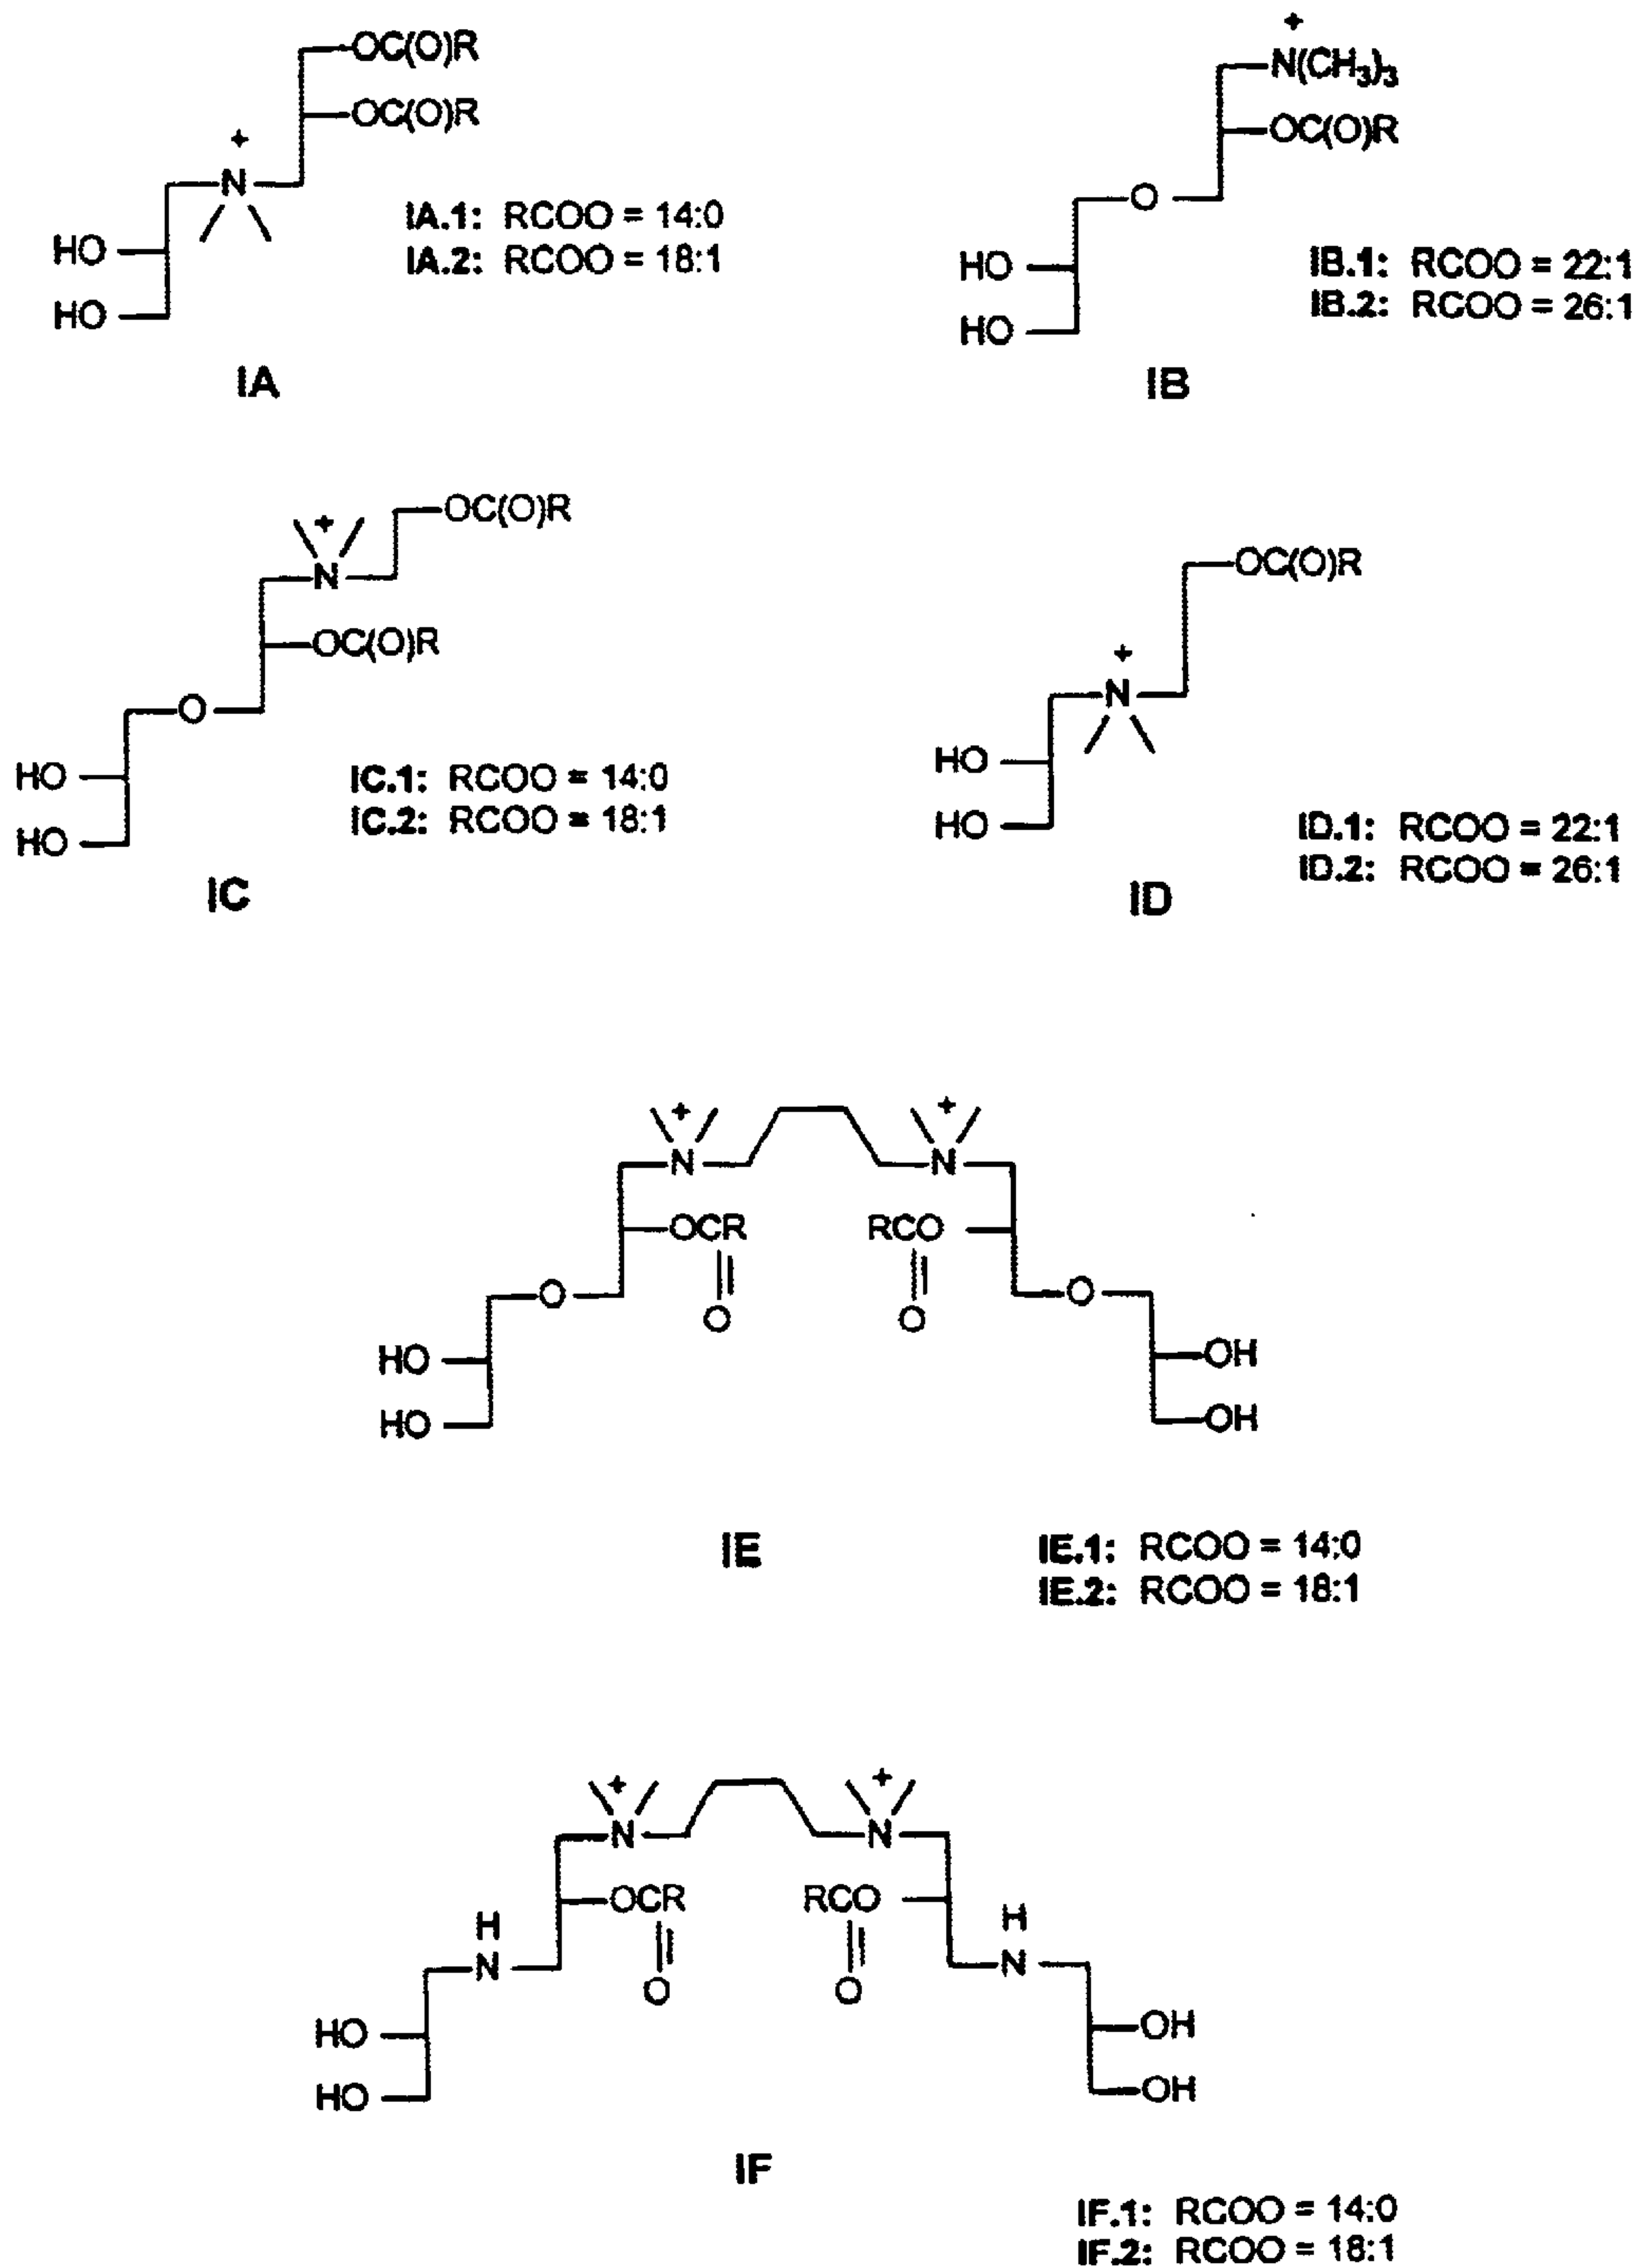 OC(O)R
OC(O)R
+
N
HO
HO
IA.1: RCOO = 14:0
IA.2: RCOO = 18:1
IA
+
N(CH₃)₃
OC(O)R
O
HO
HO
IB.1: RCOO = 22:1
IB.2: RCOO = 26:1
IB
OC(O)R
+
N
OC(O)R
O
HO
HO
IC.1: RCOO = 14:0
IC.2: RCOO = 18:1
IC
OC(O)R
+
N
HO
HO
ID.1: RCOO = 22:1
ID.2: RCOO = 26:1
ID
+ +
N N
OCR RCO
O O
O O
HO OH
HO OH
IE
IE.1: RCOO = 14:0
IE.2: RCOO = 18:1
+ +
N N
OCR RCO
H H
N N
O O
HO OH
HO OH
IF
IF.1: RCOO = 14:0
IF.2: RCOO = 18:1